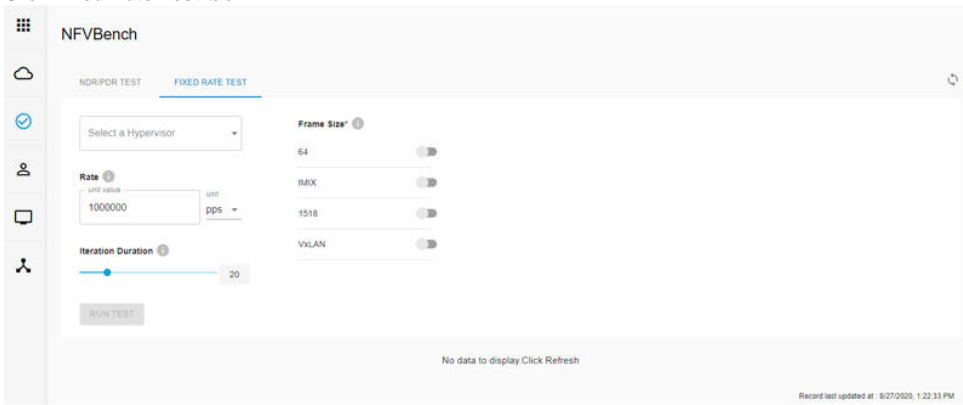 NFVBench
NDR/PDR TEST
FIXED RATE TEST
Select a Hypervisor
Rate
unit value
1000000
unit
pps
Iteration Duration
20
RUN TEST
Frame Size*
64
IMIX
1518
VxLAN
No data to display.Click Refresh
Record last updated at : 8/27/2020, 1:22:33 PM